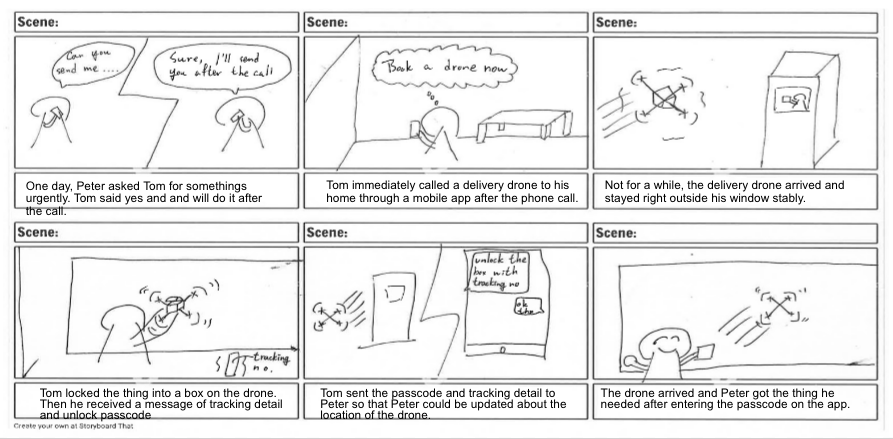 Scene:
Scene:
Scene:
Can you
send me ....
Sure, I'll send
you after the call
Book a drone now
One day, Peter asked Tom for somethings
urgently. Tom said yes and and will do it after
the call.
Tom immediately called a delivery drone to his
home through a mobile app after the phone call.
Not for a while, the delivery drone arrived and
stayed right outside his window stably.
Scene:
Scene:
Scene:
tracking
no.
unlock the
box with
tracking no
ok
Tom locked the thing into a box on the drone.
Then he received a message of tracking detail
and unlock passcode
Tom sent the passcode and tracking detail to
Peter so that Peter could be updated about the
location of the drone.
The drone arrived and Peter got the thing he
needed after entering the passcode on the app.
Create your own at Storyboard That